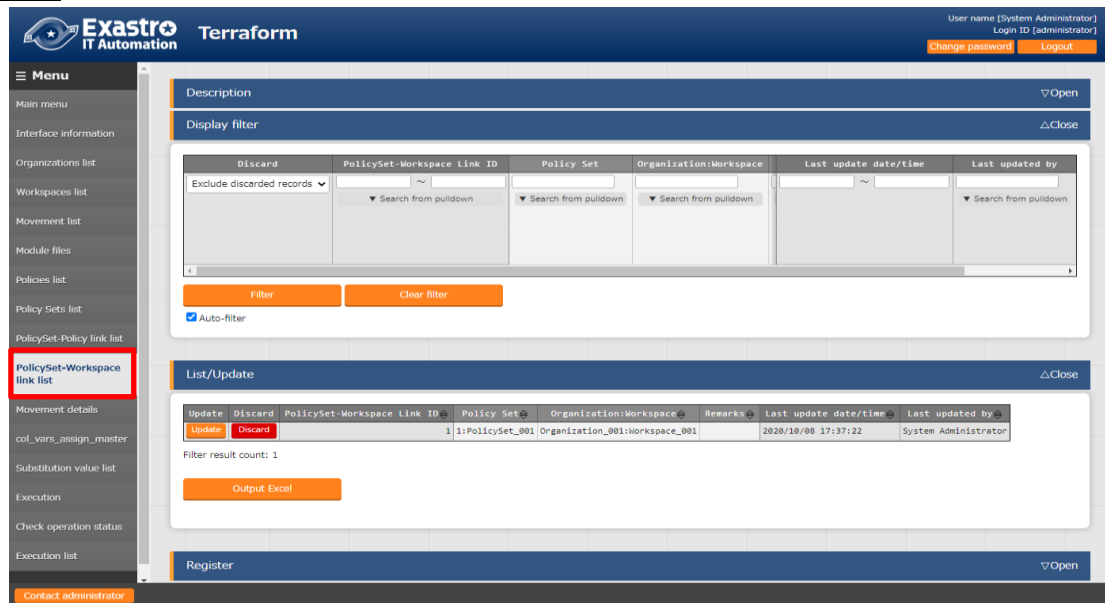 Exastro
IT Automation
Terraform
User name [System Administrator]
Login ID [administrator]
Change password
Logout
☰ Menu
Main menu
Interface information
Organizations list
Workspaces list
Movement list
Module files
Policies list
Policy Sets list
PolicySet-Policy link list
PolicySet-Workspace
link list
Movement details
col_vars_assign_master
Substitution value list
Execution
Check operation status
Execution list
Contact administrator
Description ▽Open
Display filter △Close
Discard PolicySet-Workspace Link ID Policy Set Organization:Workspace Last update date/time Last updated by
Exclude discarded records ~ ~
▼ Search from pulldown ▼ Search from pulldown ▼ Search from pulldown ▼ Search from pulldown
Filter Clear filter
Auto-filter
List/Update △Close
Update Discard PolicySet-Workspace Link ID Policy Set Organization:Workspace Remarks Last update date/time Last updated by
Update Discard 1 1:PolicySet_001 Organization_001:Workspace_001 2020/10/08 17:37:22 System Administrator
Filter result count: 1
Output Excel
Register ▽Open